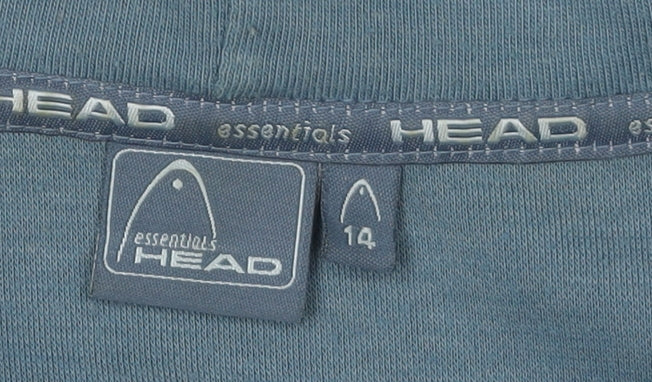 HEAD essentials HEAD es
essentials
HEAD
14